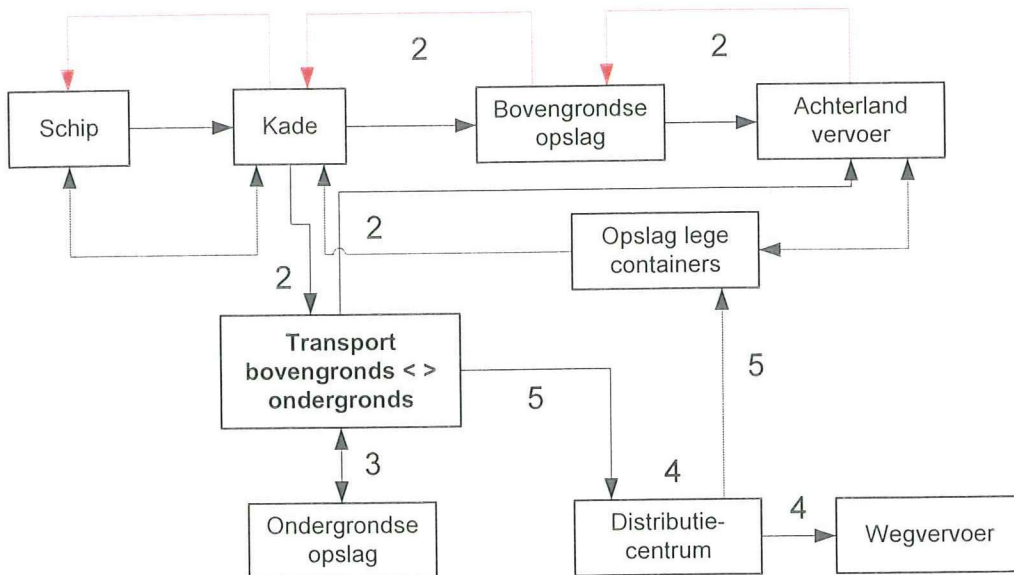 2
2
Schip
Kade
Bovengrondse
opslag
Achterland
vervoer
2
Opslag lege
containers
2
Transport
bovengronds < >
ondergronds
5
5
3
4
4
Ondergrondse
opslag
Distributie-
centrum
Wegvervoer